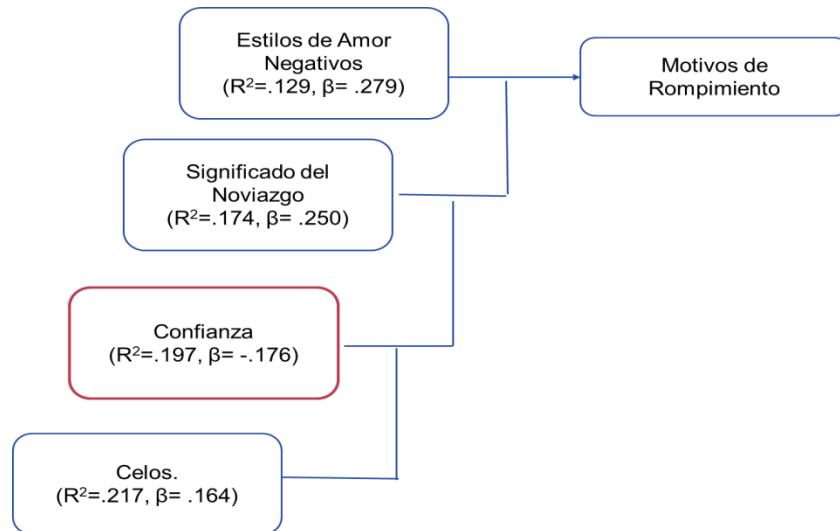 Estilos de Amor
Negativos
(R²=.129, β= .279)
Motivos de
Rompimiento
Significado del
Noviazgo
(R²=.174, β= .250)
Confianza
(R²=.197, β= -.176)
Celos.
(R²=.217, β= .164)